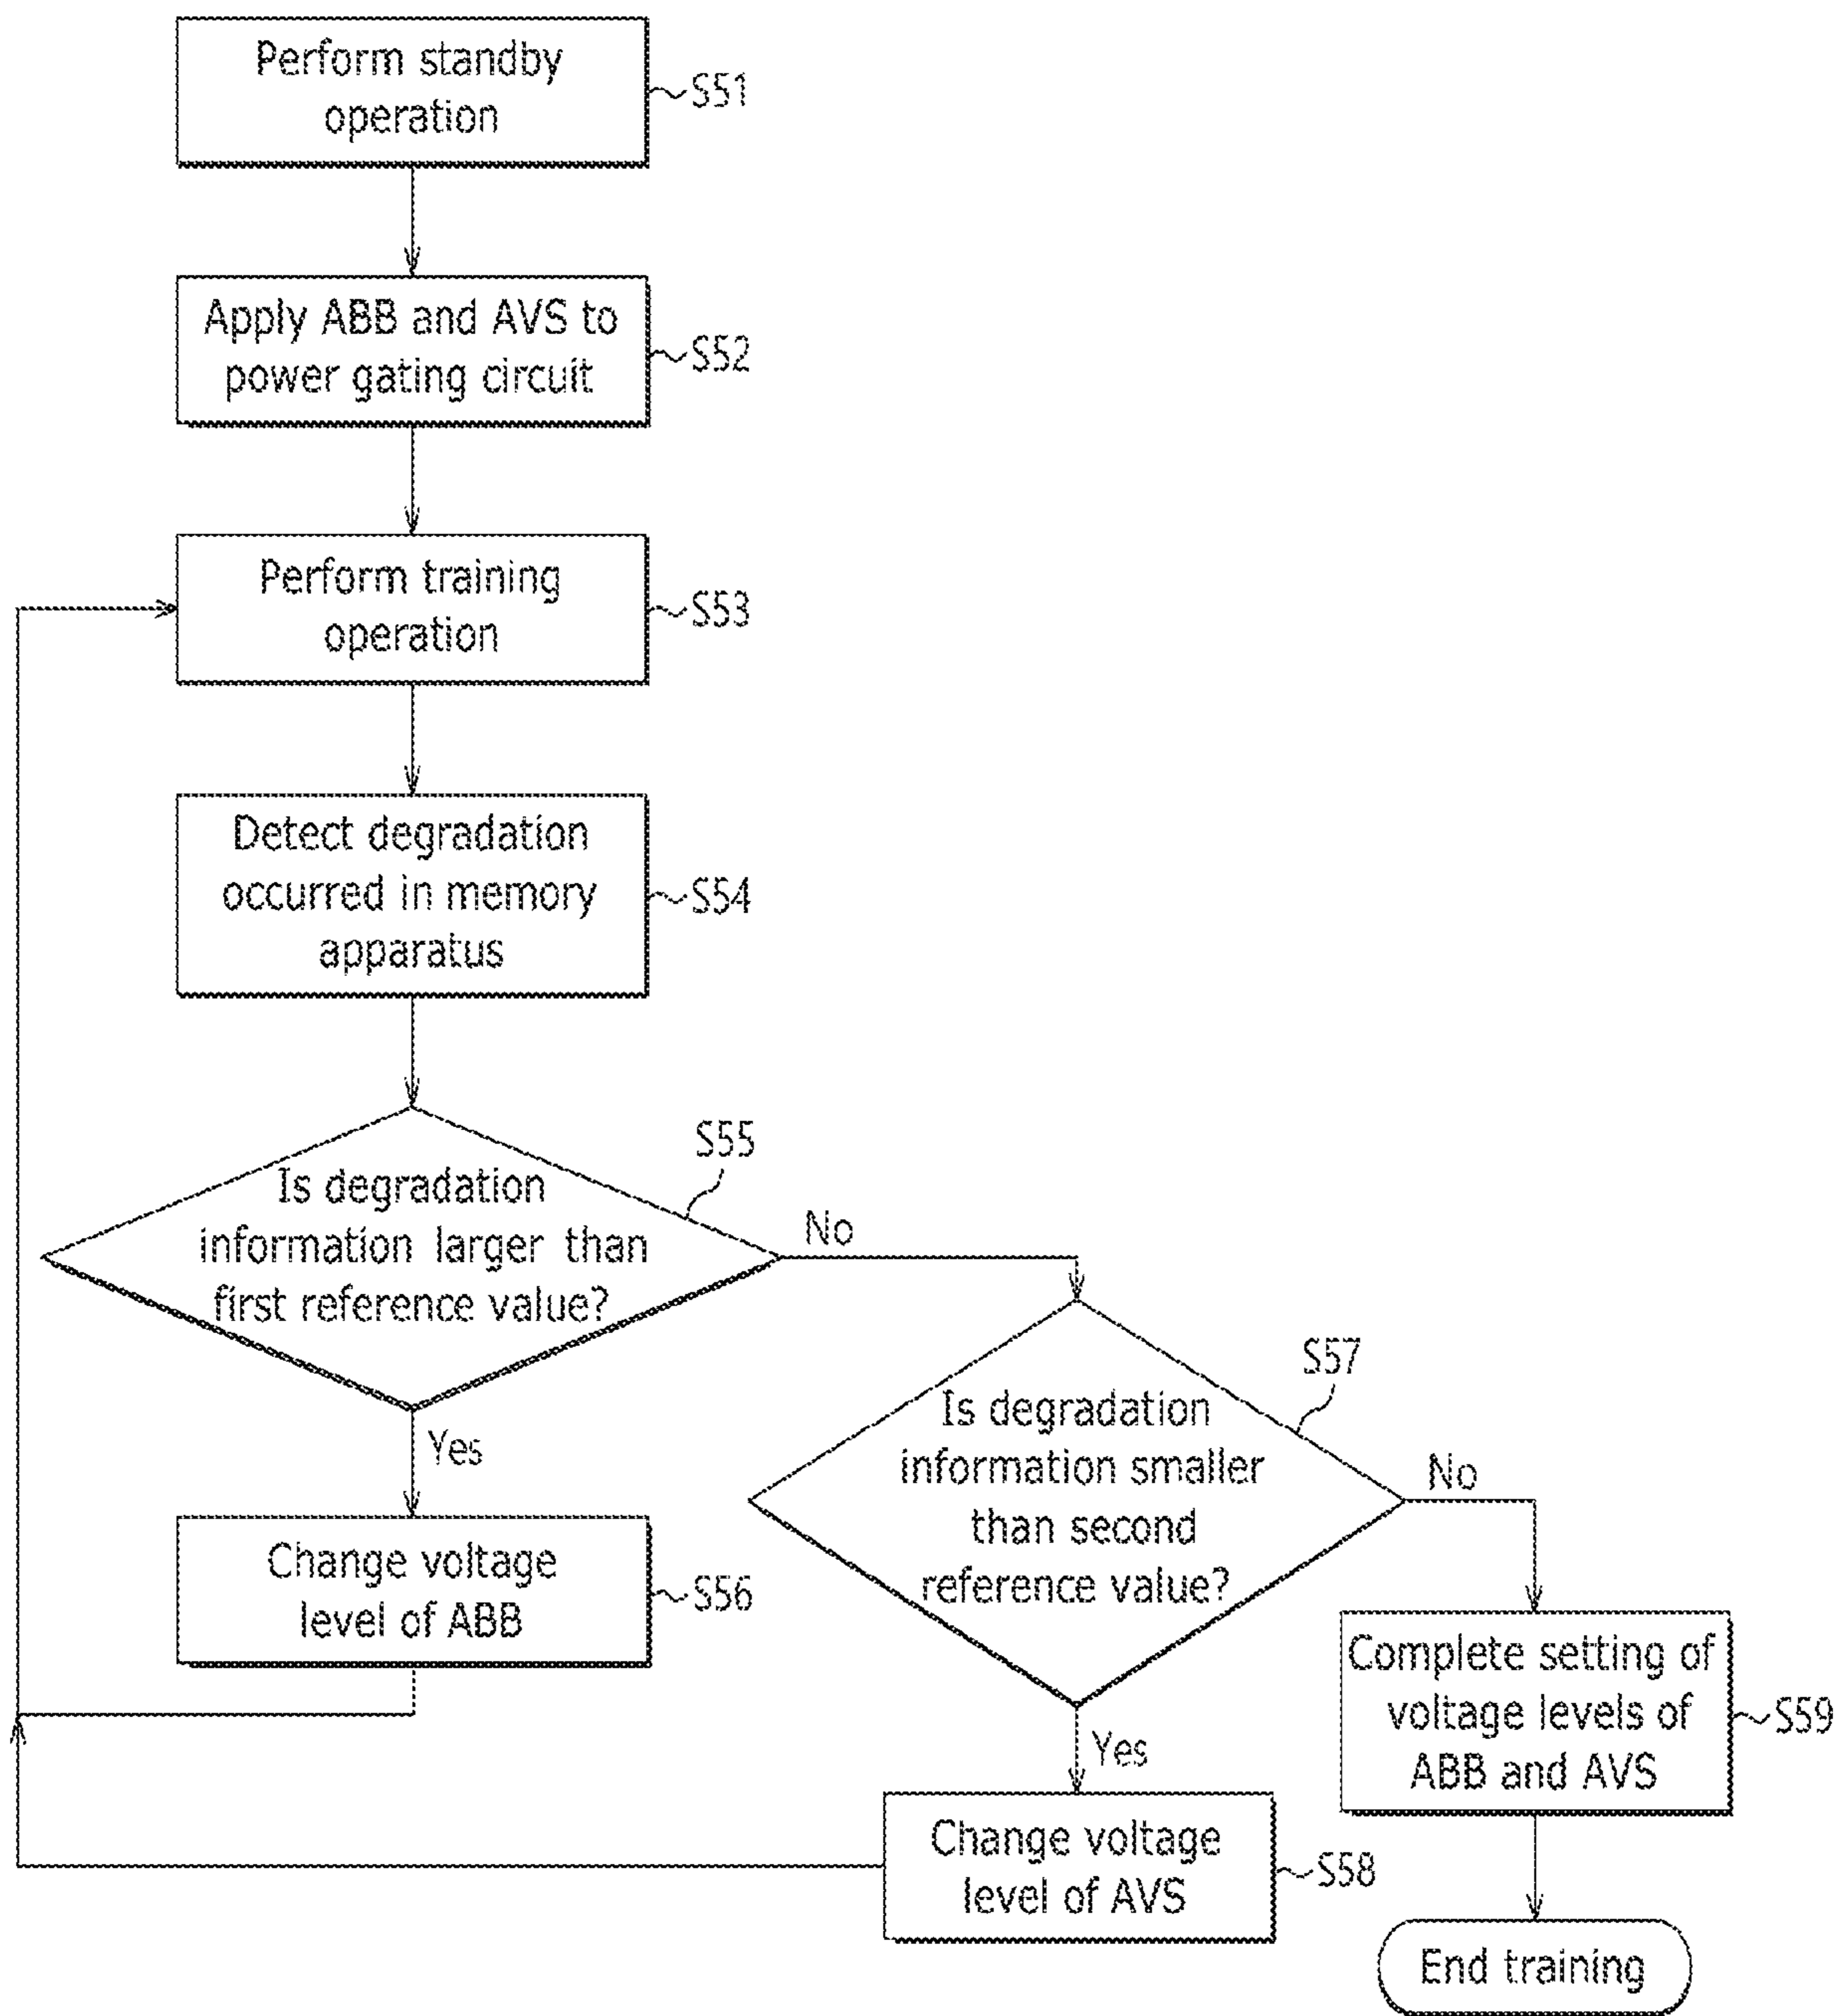 Perform standby
operation
S51
Apply ABB and AVS to
power gating circuit
S52
Perform training
operation
S53
Detect degradation
occurred in memory
apparatus
S54
S55
Is degradation
information larger than
first reference value?
No
Yes
S57
Is degradation
information smaller
than second
reference value?
No
Yes
Change voltage
level of ABB
S56
Complete setting of
voltage levels of
ABB and AVS
S59
Change voltage
level of AVS
S58
End training